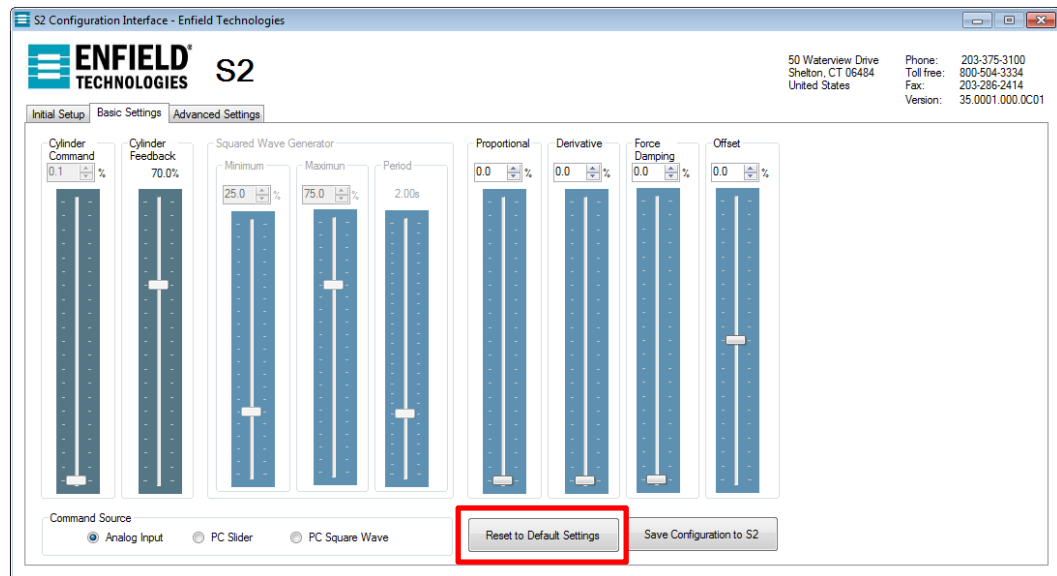 S2 Configuration Interface - Enfield Technologies
ENFIELD®
TECHNOLOGIES
S2
50 Waterview Drive
Shelton, CT 06484
United States
Phone: 203-375-3100
Toll free: 800-504-3334
Fax: 203-286-2414
Version: 35.0001.000.0C01
Initial Setup Basic Settings Advanced Settings
Cylinder
Command
0.1 %
Cylinder
Feedback
70.0%
Squared Wave Generator
Minimum
25.0 %
Maximun
75.0 %
Period
2.00s
Proportional
0.0 %
Derivative
0.0 %
Force
Damping
0.0 %
Offset
0.0 %
Command Source
Analog Input PC Slider PC Square Wave
Reset to Default Settings
Save Configuration to S2